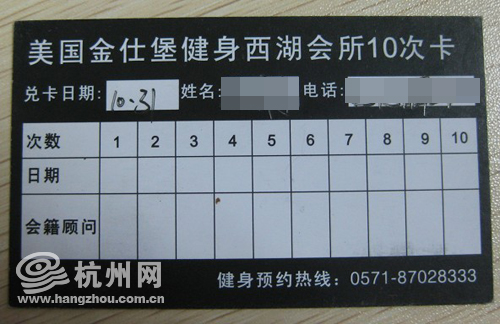 美国金仕堡健身西湖会所10次卡
兑卡日期: 10.31 姓名: 电话:
次数 1 2 3 4 5 6 7 8 9 10
日期
会籍顾问
健身预约热线: 0571-87028333
杭州网
www.hangzhou.com.cn